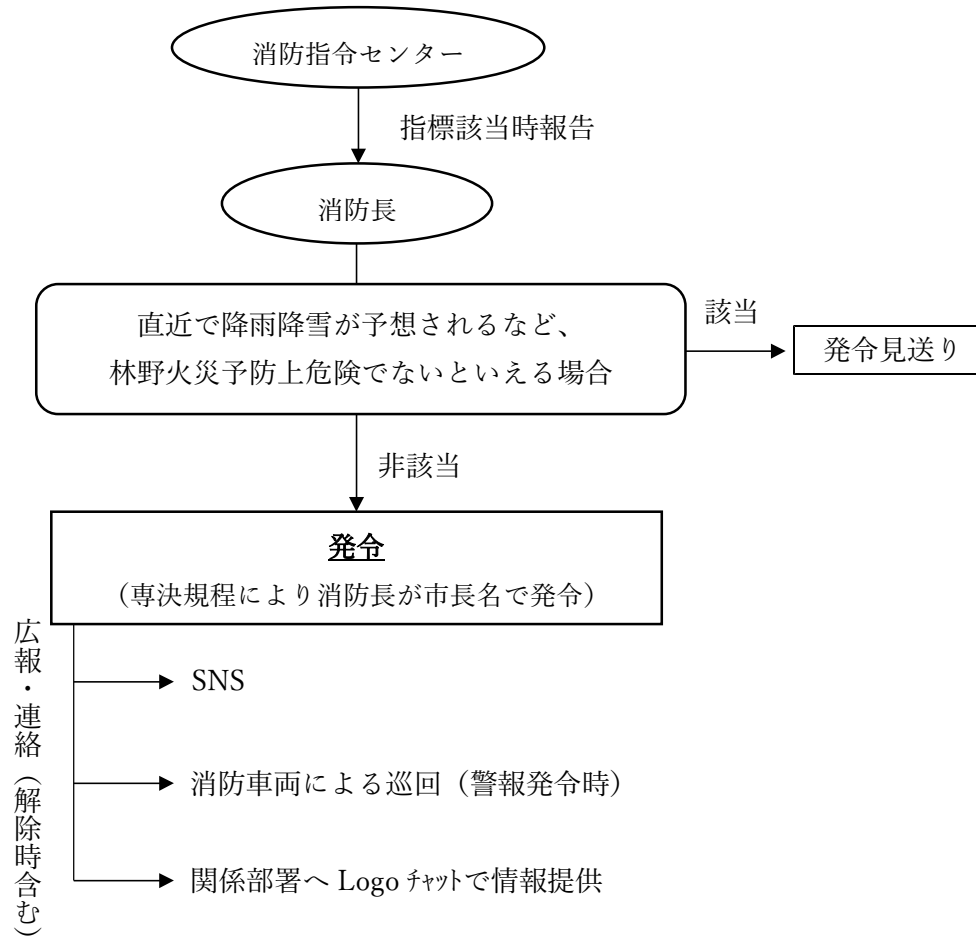 消防指令センター
指標該当時報告
消防長
直近で降雨降雪が予想されるなど、
林野火災予防上危険でないといえる場合
該当
発令見送り
非該当
発令
（専決規程により消防長が市長名で発令）
広報・連絡（解除時含む）
SNS
消防車両による巡回（警報発令時）
関係部署へ Logo ﾁｬｯﾄで情報提供